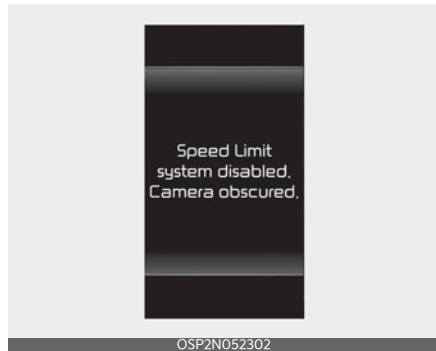 Speed Limit
system disabled.
Camera obscured.
OSP2N052302